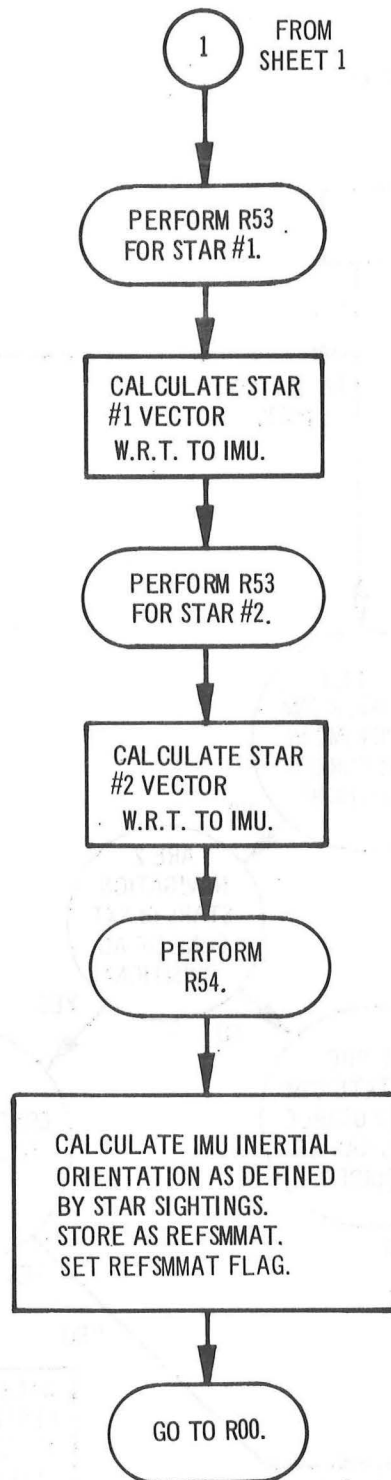 1
FROM
SHEET 1
PERFORM R53
FOR STAR #1.
CALCULATE STAR
#1 VECTOR
W.R.T. TO IMU.
PERFORM R53
FOR STAR #2.
CALCULATE STAR
#2 VECTOR
W.R.T. TO IMU.
PERFORM
R54.
CALCULATE IMU INERTIAL
ORIENTATION AS DEFINED
BY STAR SIGHTINGS.
STORE AS REFSMMAT.
SET REFSMMAT FLAG.
GO TO R00.